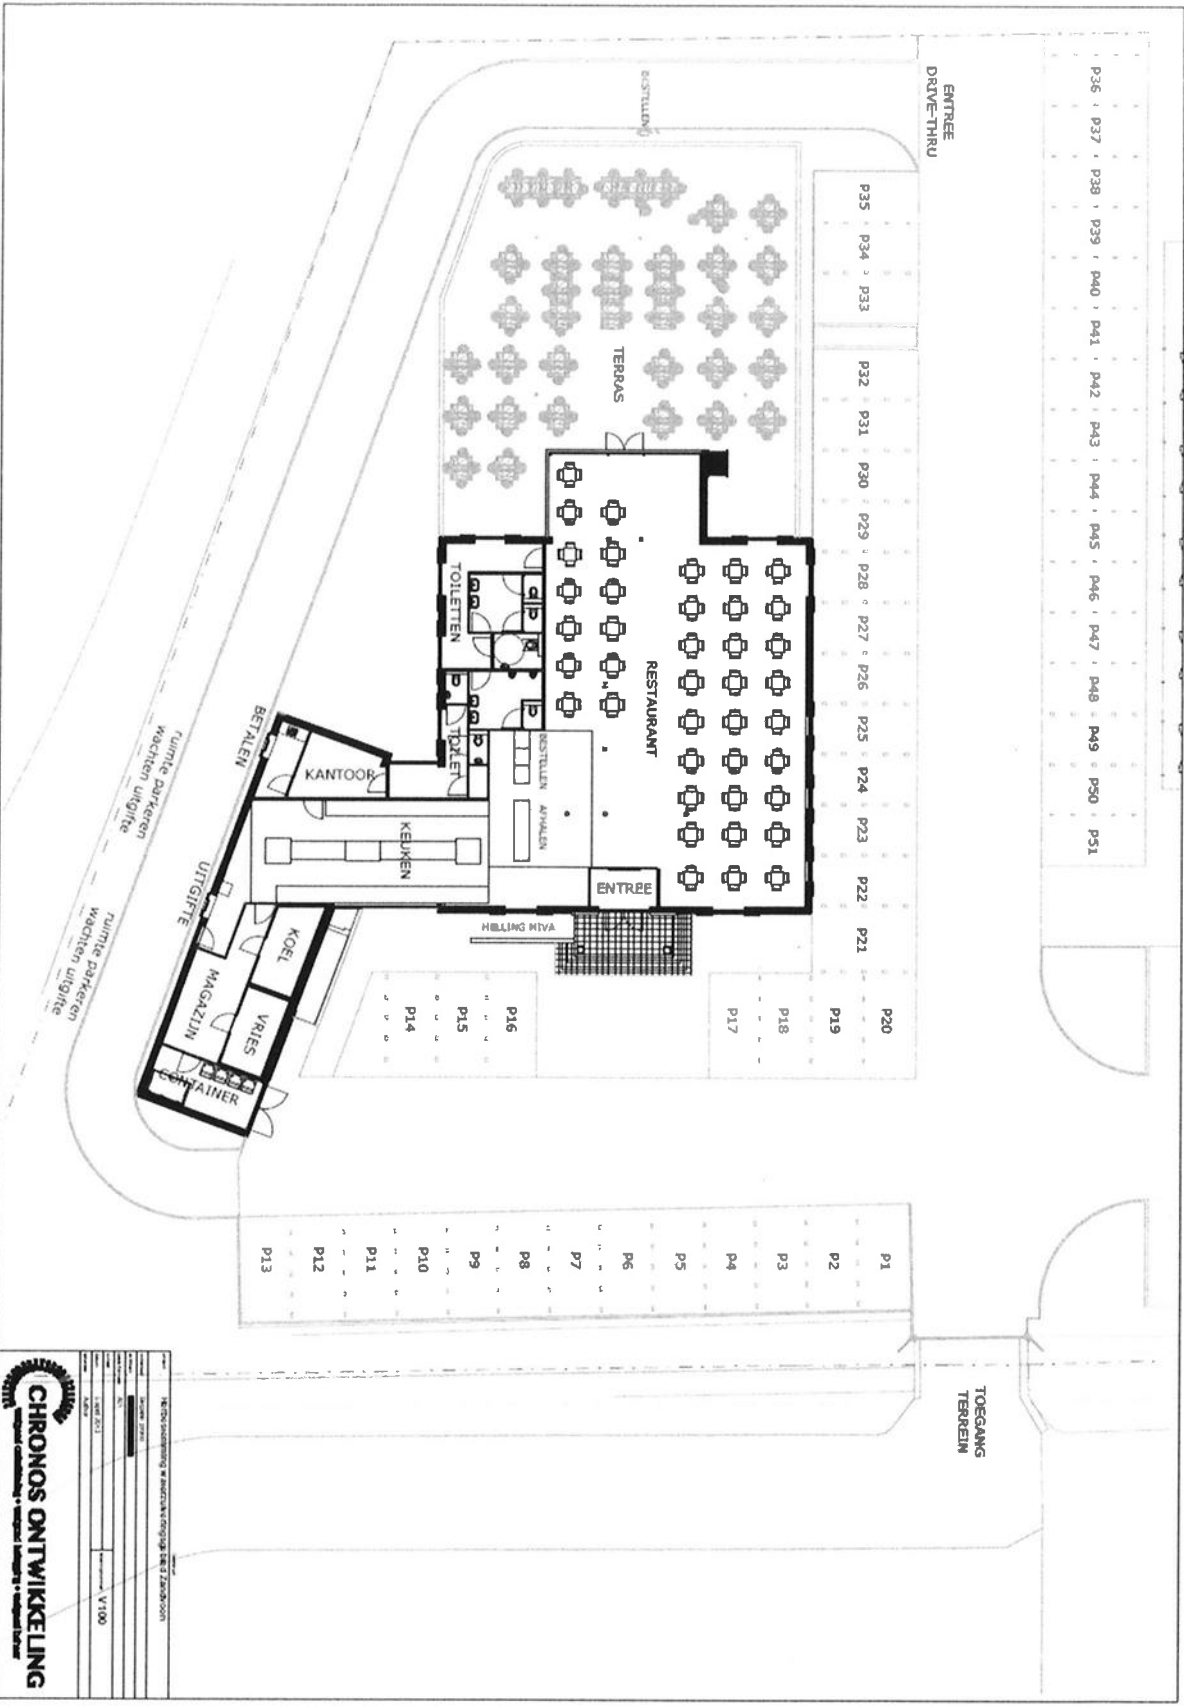 ENTREE
DRIVE-THRU
P36
P37
P38
P39
P40
P41
P42
P43
P44
P45
P46
P47
P48
P49
P50
P51
BESTELLEN
P35
P34
P33
P32
P31
P30
P29
P28
P27
P26
P25
P24
P23
P22
P21
TERRAS
RESTAURANT
TOILETTEN
TOILET
BESTELLEN
AFHALEN
KANTOOR
KEUKEN
ENTREE
HELLING MIVA
BETALEN
UITGIFTE
ruimte parkeren
wachten uitgifte
ruimte parkeren
wachten uitgifte
KOEL
MAGAZIJN
VRIES
CONTAINER
P14
P15
P16
P17
P18
P19
P20
P13
P12
P11
P10
P9
P8
P7
P6
P5
P4
P3
P2
P1
TOEGANG
TERREIN
Herbestemming waterzuiveringsgebied Zandvoort
V100
CHRONOS ONTWIKKELING